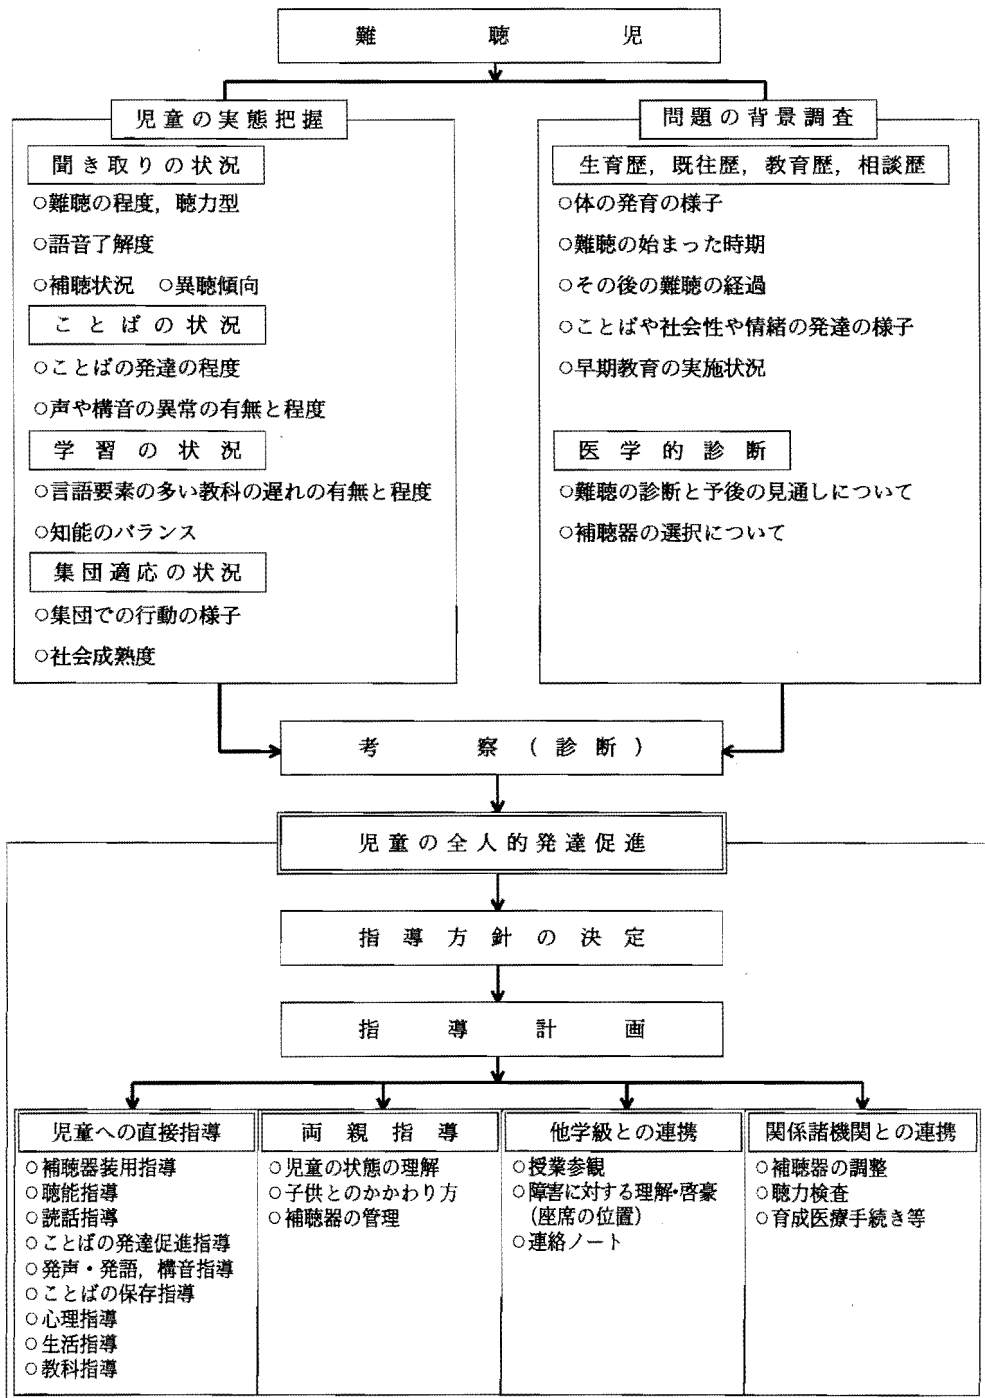 難聴児
児童の実態把握
聞き取りの状況
○難聴の程度，聴力型
○語音了解度
○補聴状況　○異聴傾向
ことばの状況
○ことばの発達の程度
○声や構音の異常の有無と程度
学習の状況
○言語要素の多い教科の遅れの有無と程度
○知能のバランス
集団適応の状況
○集団での行動の様子
○社会成熟度
問題の背景調査
生育歴，既往歴，教育歴，相談歴
○体の発育の様子
○難聴の始まった時期
○その後の難聴の経過
○ことばや社会性や情緒の発達の様子
○早期教育の実施状況
医学的診断
○難聴の診断と予後の見通しについて
○補聴器の選択について
考察（診断）
児童の全人的発達促進
指導方針の決定
指導計画
児童への直接指導
○補聴器装用指導
○聴能指導
○読話指導
○ことばの発達促進指導
○発声・発語，構音指導
○ことばの保存指導
○心理指導
○生活指導
○教科指導
両親指導
○児童の状態の理解
○子供とのかかわり方
○補聴器の管理
他学級との連携
○授業参観
○障害に対する理解・啓豪
（座席の位置）
○連絡ノート
関係諸機関との連携
○補聴器の調整
○聴力検査
○育成医療手続き等